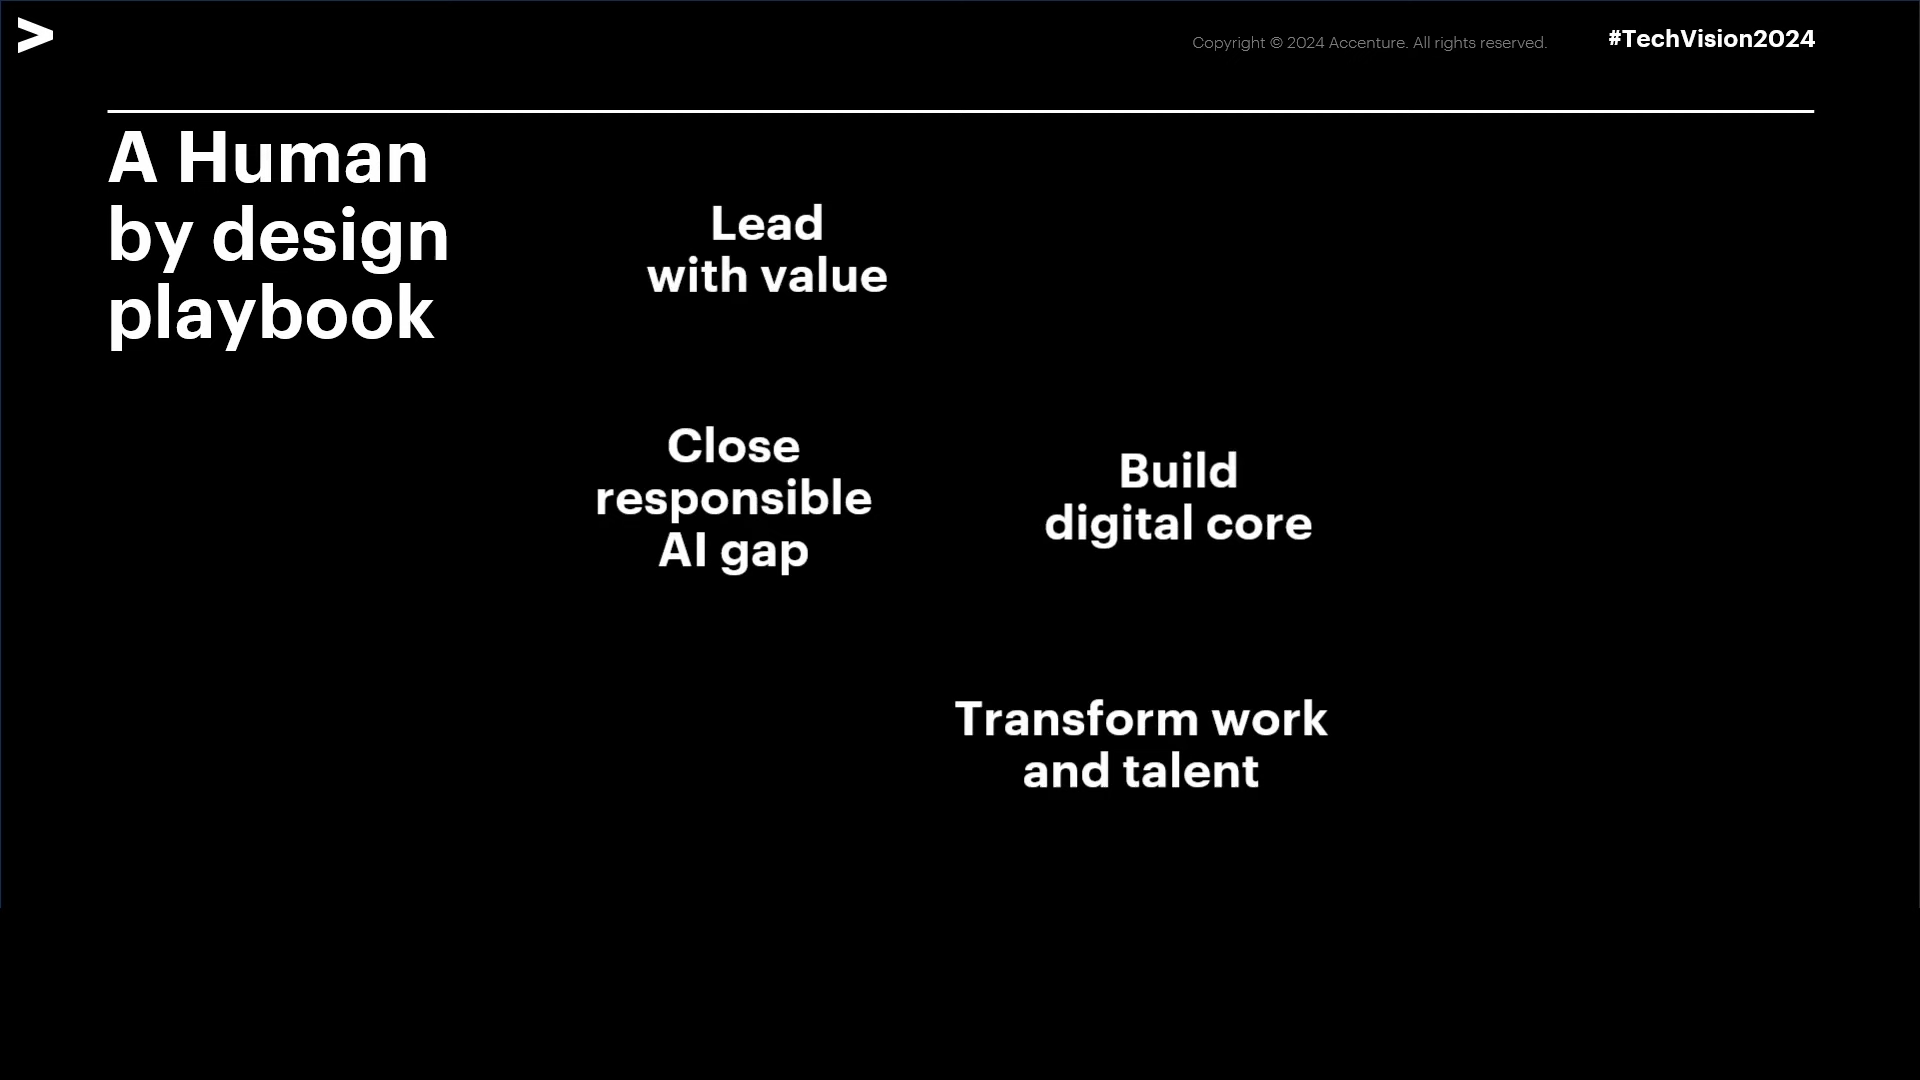 Copyright © 2024 Accenture. All rights reserved.
#TechVision2024
A Human
by design
playbook
Lead
with value
Close
responsible
AI gap
Build
digital core
Transform work
and talent